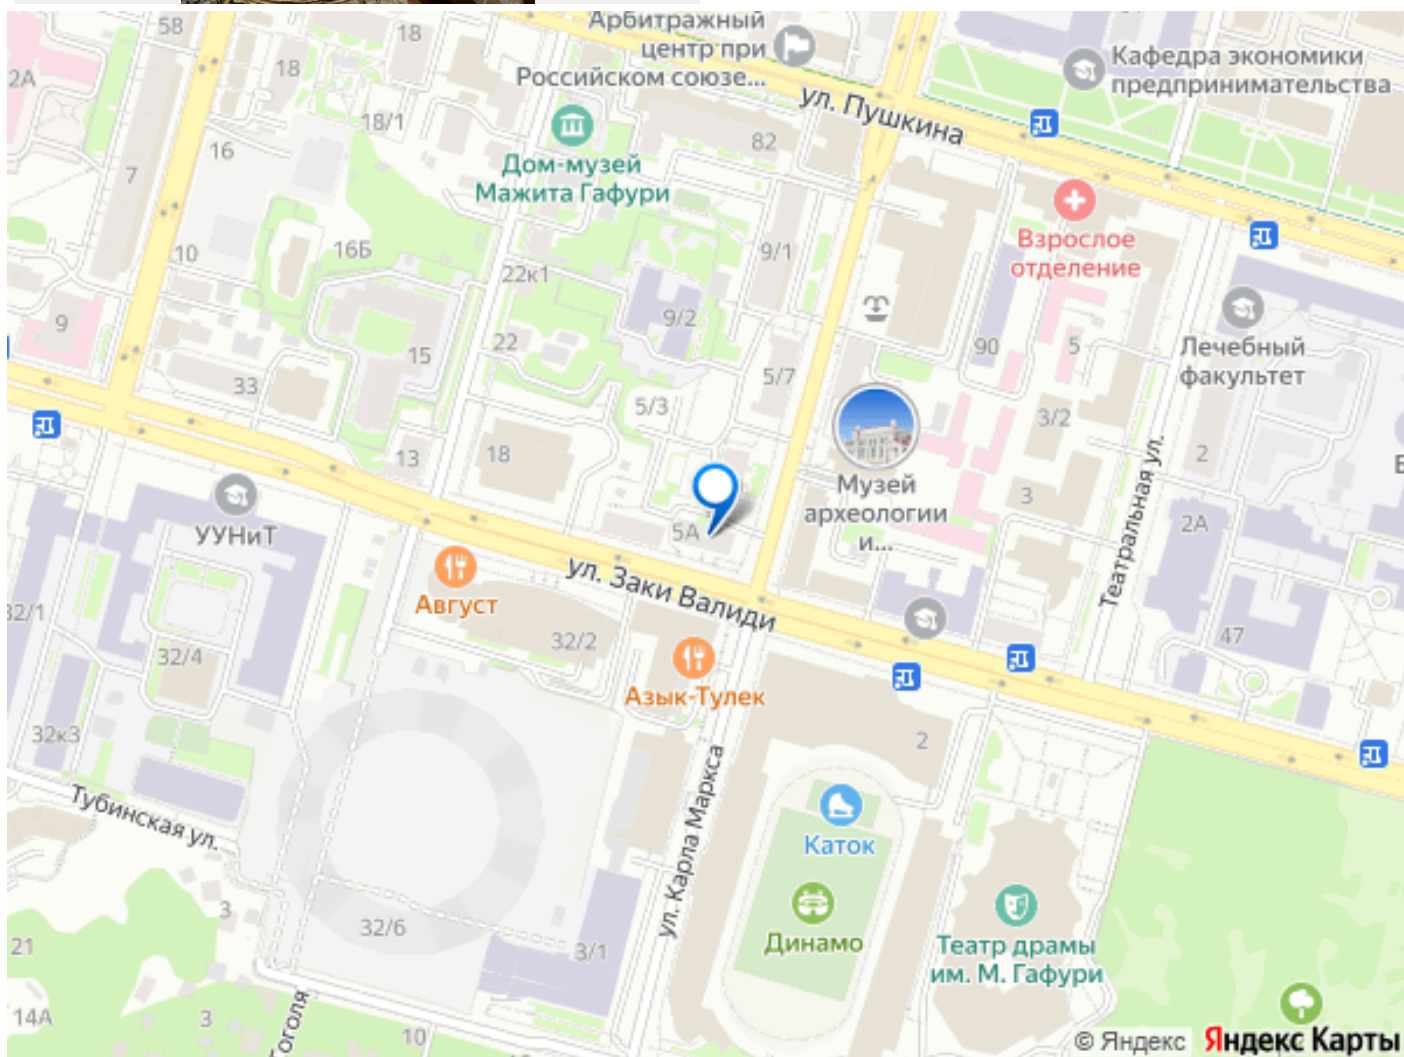 58
18
Арбитражный
центр при
Российском союзе...
Кафедра экономики
предпринимательства
2А
18
ул. Пушкина
18/1
82
16
Дом-музей
Мажита Гафури
7
Взрослое
отделение
10
16Б
22к1
9/1
9
15
22
9/2
90
5
Лечебный
факультет
33
5/7
5/3
3/2
13
18
2
Музей
археологии
и...
3
Театральная ул.
УУНиТ
5А
2А
ул. Заки Валиди
Август
32/1
32/2
47
32/4
Азык-Тулек
32к3
2
Тубинская ул.
ул. Карла Маркса
Каток
3
32/6
Динамо
Театр драмы
им. М. Гафури
21
3/1
14А
3
Гоголя
10
© Яндекс Яндекс Карты